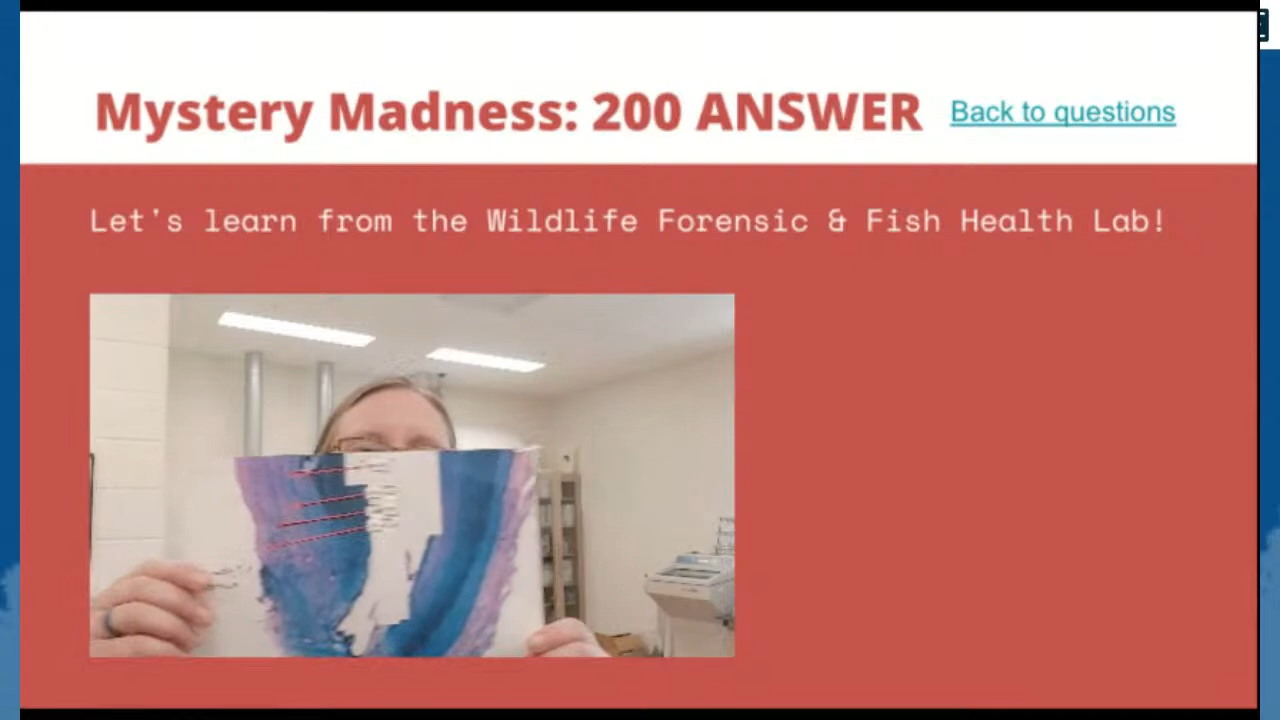 Mystery Madness: 200 ANSWER Back to questions
Let's learn from the Wildlife Forensic & Fish Health Lab!